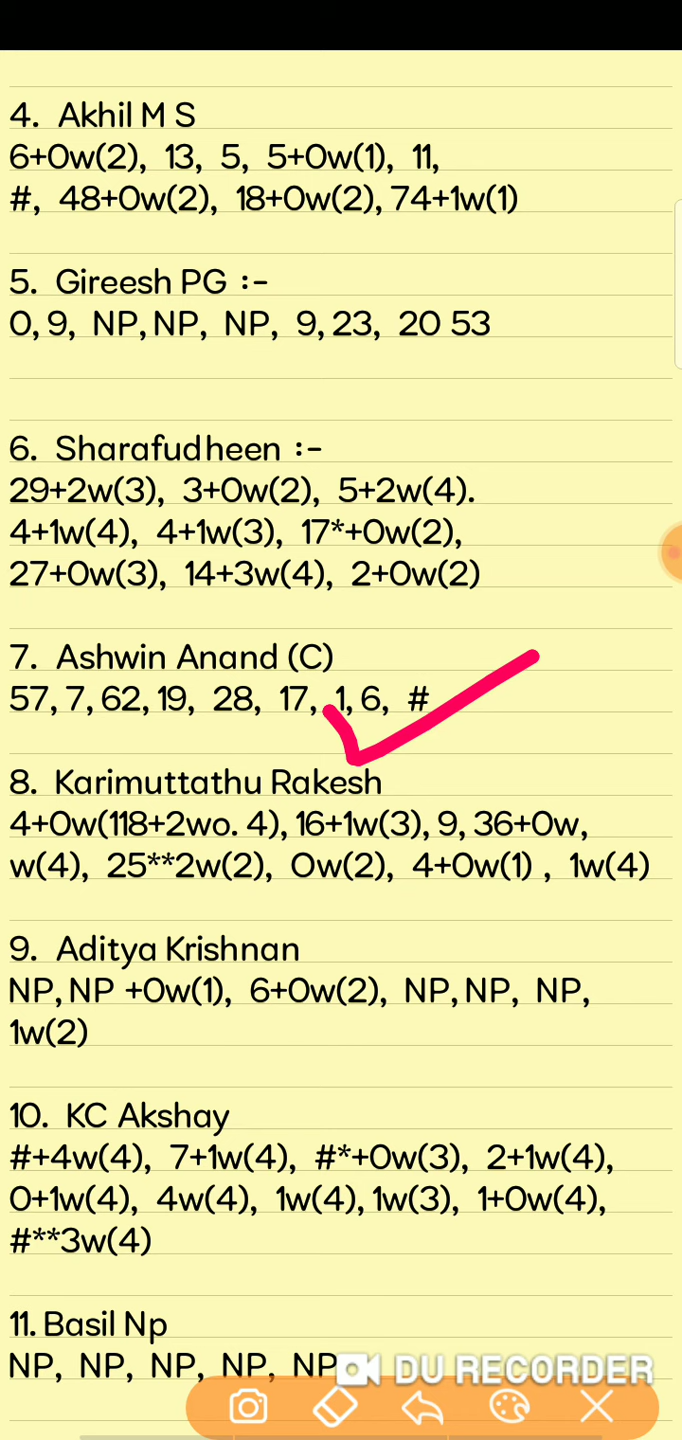 4. Akhil M S
6+0w(2), 13, 5, 5+0w(1), 11,
#, 48+0w(2), 18+0w(2), 74+1w(1)
5. Gireesh PG :-
0, 9, NP, NP, NP, 9, 23, 20 53
6. Sharafudheen :-
29+2w(3), 3+0w(2), 5+2w(4).
4+1w(4), 4+1w(3), 17*+0w(2),
27+0w(3), 14+3w(4), 2+0w(2)
7. Ashwin Anand (C)
57, 7, 62, 19, 28, 17, 1, 6, #
8. Karimuttathu Rakesh
4+0w(118+2wo. 4), 16+1w(3), 9, 36+0w,
w(4), 25**2w(2), 0w(2), 4+0w(1) , 1w(4)
9. Aditya Krishnan
NP, NP +0w(1), 6+0w(2), NP, NP, NP,
1w(2)
10. KC Akshay
#+4w(4), 7+1w(4), #*+0w(3), 2+1w(4),
0+1w(4), 4w(4), 1w(4), 1w(3), 1+0w(4),
#**3w(4)
11. Basil Np
NP, NP, NP, NP, NP
DU RECORDER